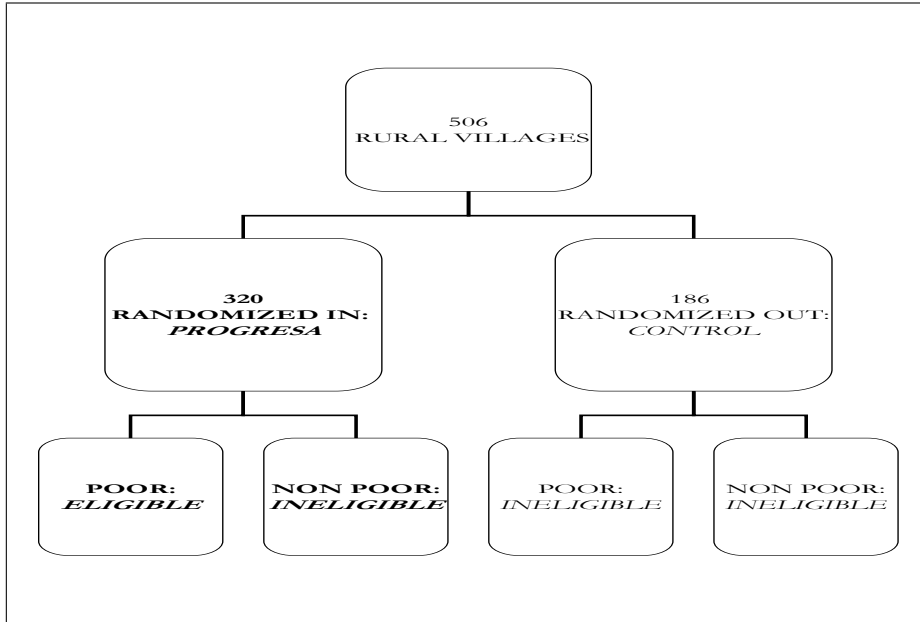 506
RURAL VILLAGES
320
RANDOMIZED IN:
PROGRESA
186
RANDOMIZED OUT:
CONTROL
POOR:
ELIGIBLE
NON POOR:
INELIGIBLE
POOR:
INELIGIBLE
NON POOR:
INELIGIBLE